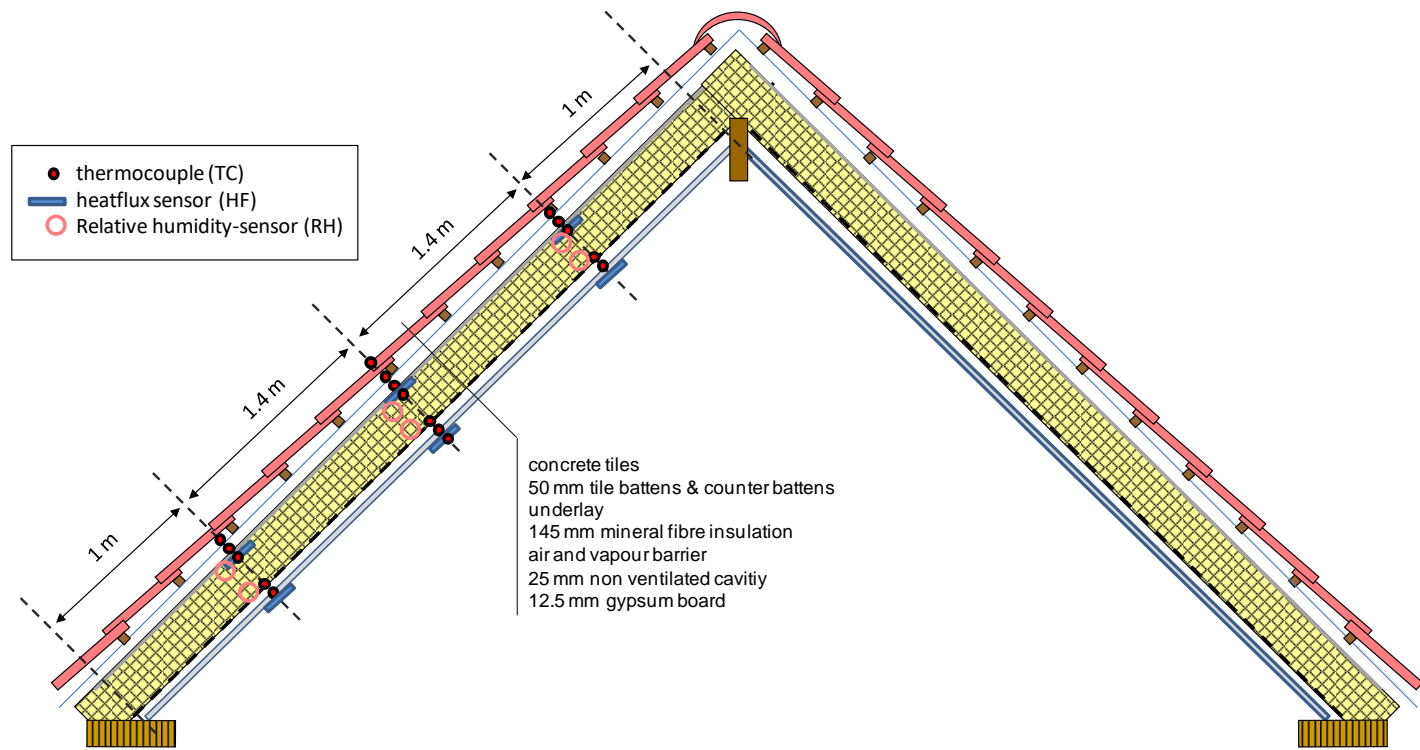 thermocouple (TC)
heatflux sensor (HF)
Relative humidity-sensor (RH)
1 m
1.4 m
1.4 m
1 m
concrete tiles
50 mm tile battens & counter battens
underlay
145 mm mineral fibre insulation
air and vapour barrier
25 mm non ventilated cavitiy
12.5 mm gypsum board